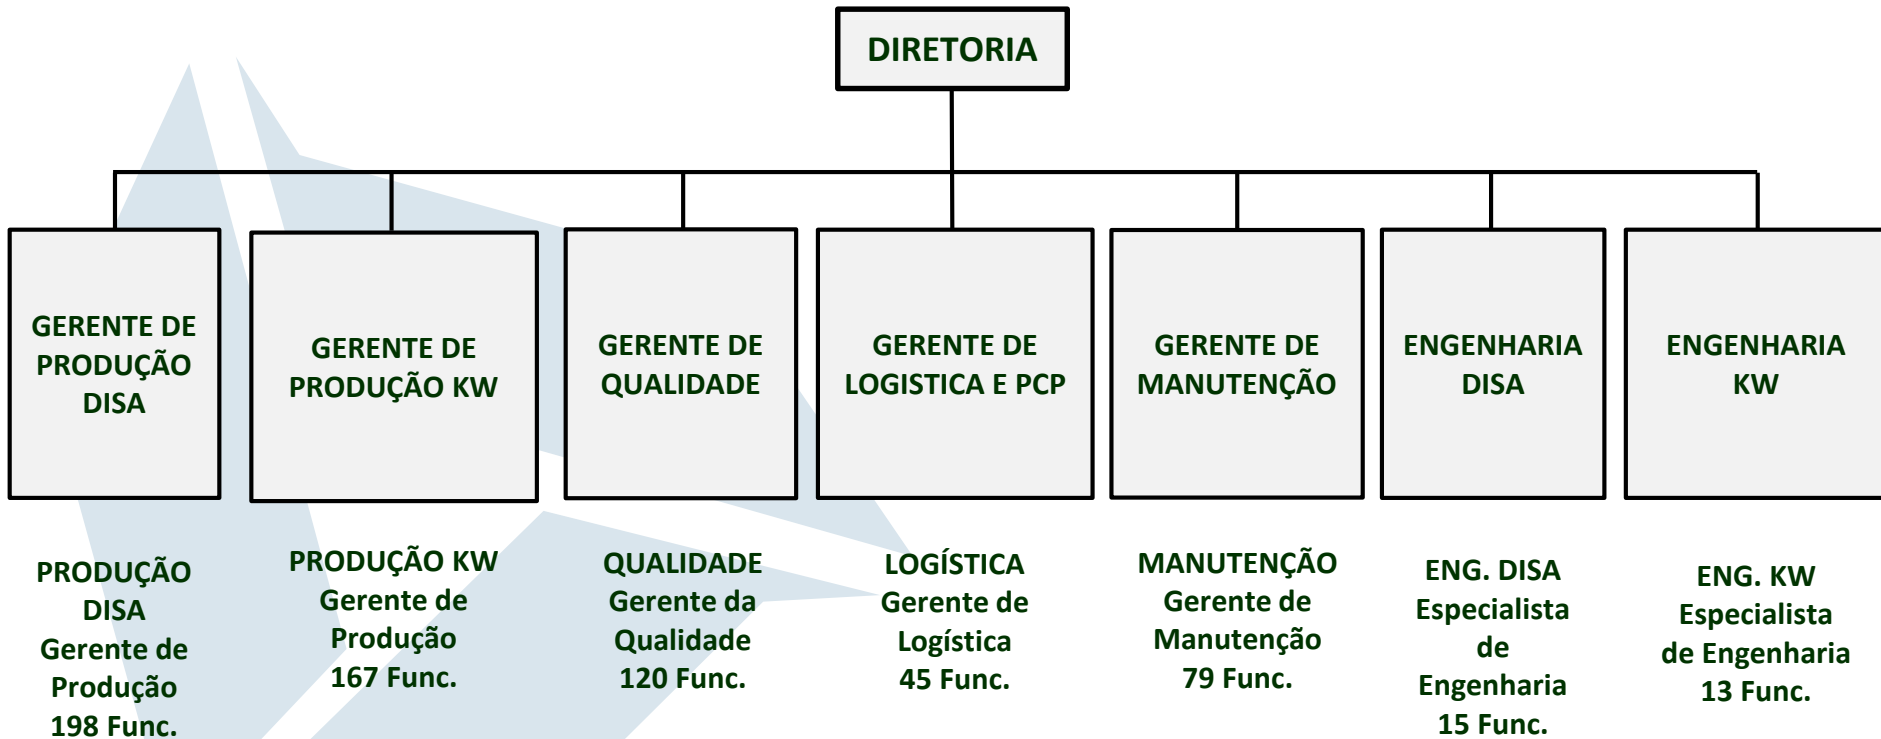 DIRETORIA
GERENTE DE
PRODUÇÃO
DISA
GERENTE DE
PRODUÇÃO KW
GERENTE DE
QUALIDADE
GERENTE DE
LOGISTICA E PCP
GERENTE DE
MANUTENÇÃO
ENGENHARIA
DISA
ENGENHARIA
KW
PRODUÇÃO
DISA
Gerente de
Produção
198 Func.
PRODUÇÃO KW
Gerente de
Produção
167 Func.
QUALIDADE
Gerente da
Qualidade
120 Func.
LOGÍSTICA
Gerente de
Logística
45 Func.
MANUTENÇÃO
Gerente de
Manutenção
79 Func.
ENG. DISA
Especialista
de
Engenharia
15 Func.
ENG. KW
Especialista
de Engenharia
13 Func.